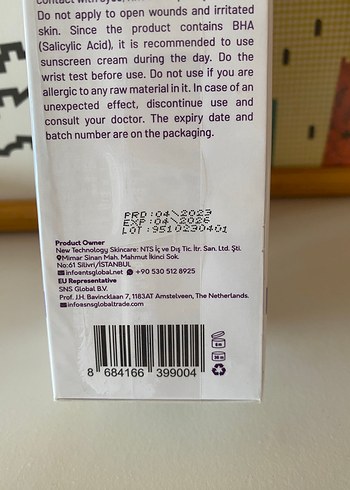 contact with eyes,
Do not apply to open wounds and irritated
skin. Since the product contains BHA
(Salicylic Acid), it is recommended to use
sunscreen cream during the day. Do the
wrist test before use. Do not use if you are
allergic to any raw material in it. In case of an
unexpected effect, discontinue use and
consult your doctor. The expiry date and
batch number are on the packaging.
PRD:04\2023
EXP:04\2026
LOT:9510230401
Product Owner
New Technology Skincare: NTS İç ve Dış Tic. İtr. San. Ltd. Şti.
Mimar Sinan Mah. Mahmut İkinci Sok.
No:61 Silivri/İSTANBUL
info@ntsglobal.net +90 530 512 8925
EU Representative
SNS Global B.V.
Prof. J.H. Bavincklaan 7, 1183AT Amstelveen, The Netherlands.
info@snsglobaltrade.com
8 684166 399004